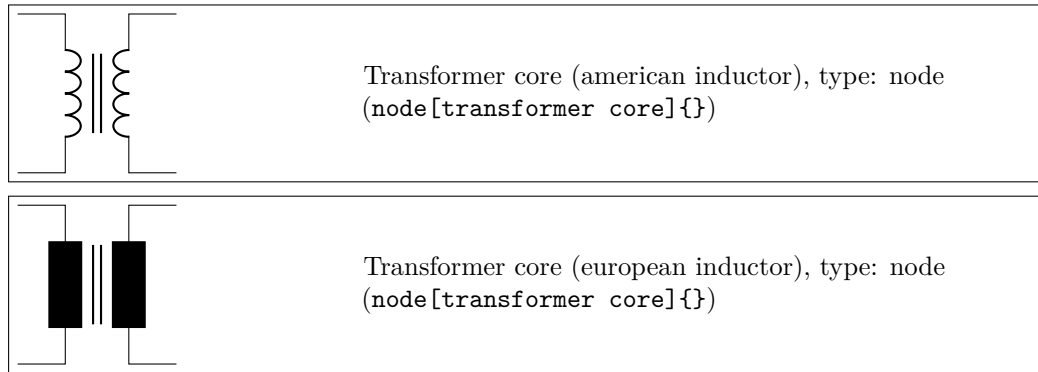 Transformer core (american inductor), type: node
(node[transformer core]{})
Transformer core (european inductor), type: node
(node[transformer core]{})